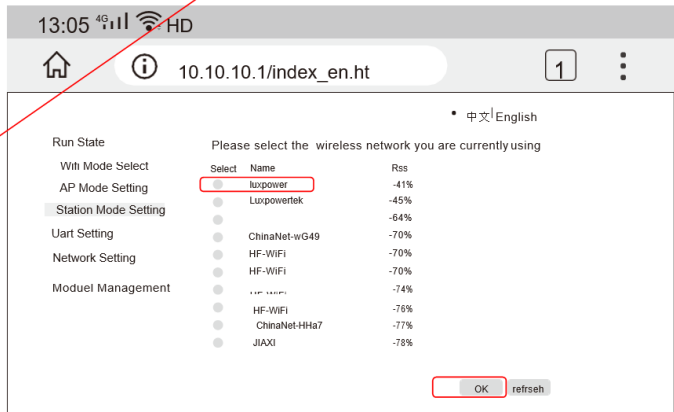 13:05 4G HD
10.10.10.1/index_en.ht 1
中文|English
Run State
Wifi Mode Select
AP Mode Setting
Station Mode Setting
Uart Setting
Network Setting
Moduel Management
Please select the wireless network you are currently using
Select Name Rss
luxpower -41%
Luxpowertek -45%
-64%
ChinaNet-wG49 -70%
HF-WiFi -70%
HF-WiFi -70%
-74%
HF-WiFi -76%
ChinaNet-HHa7 -77%
JIAXI -78%
OK refrseh